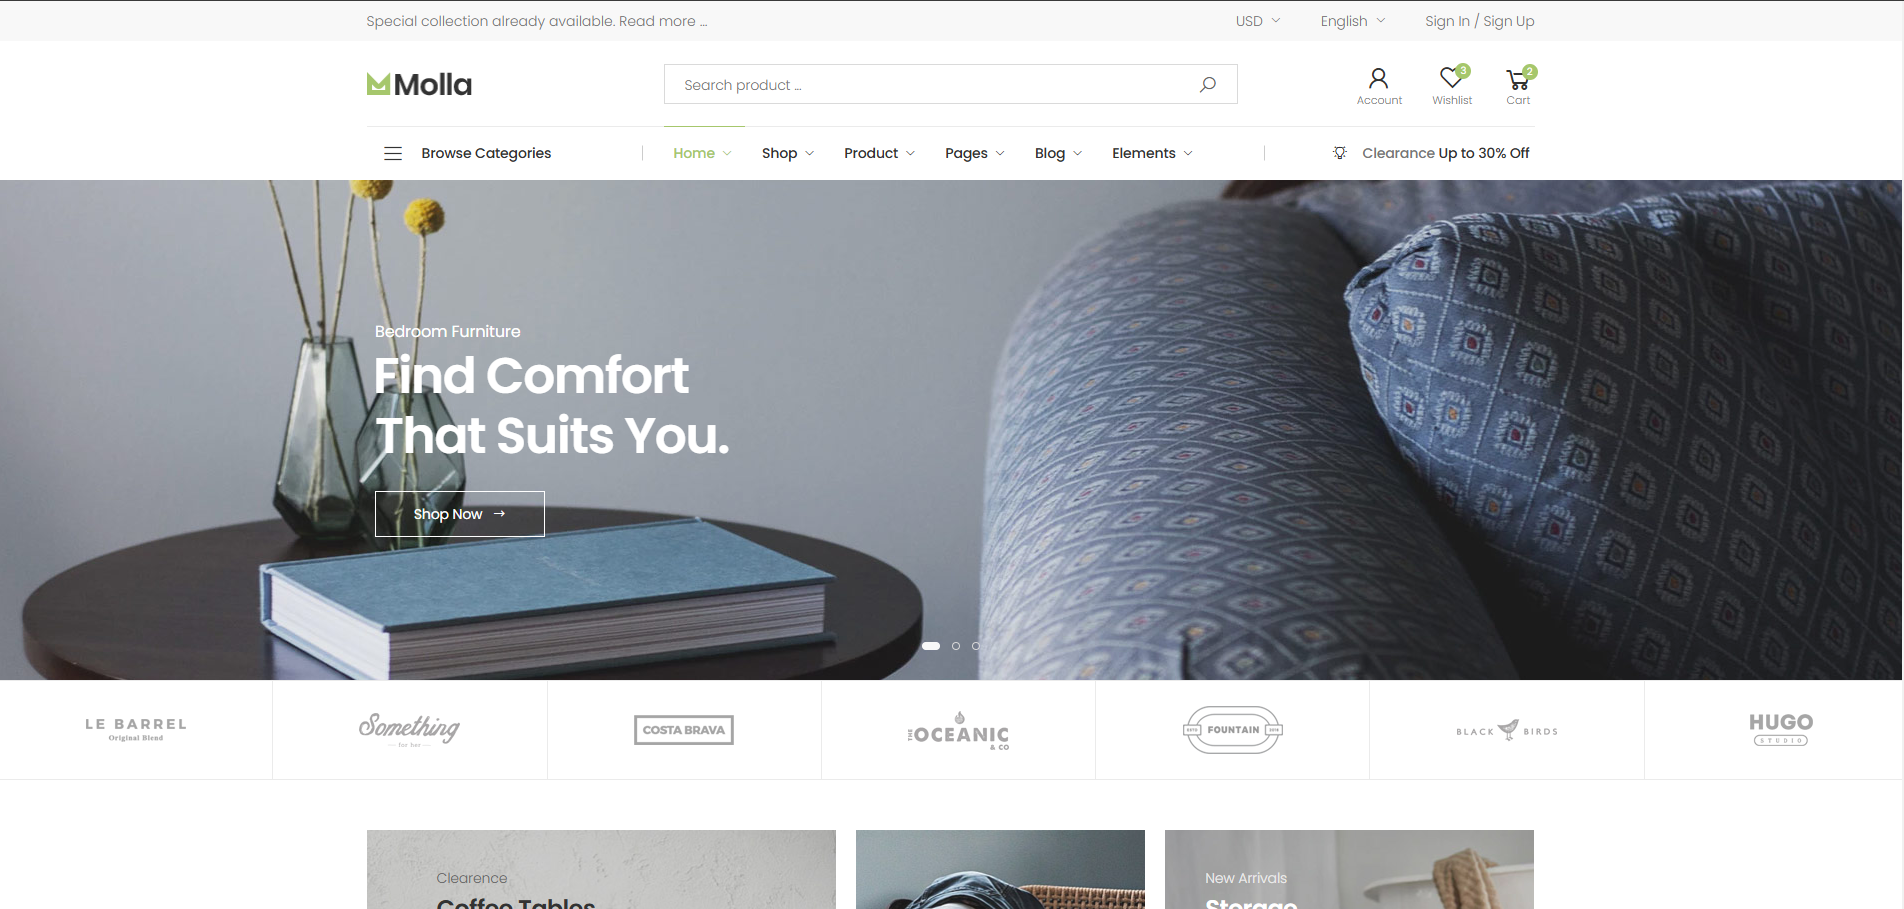 Special collection already available. Read more ...
USD
English
Sign In / Sign Up
Molla
Search product ...
Account
3
Wishlist
2
Cart
Browse Categories
Home
Shop
Product
Pages
Blog
Elements
Clearance Up to 30% Off
Bedroom Furniture
Find Comfort
That Suits You.
Shop Now →
LE BARREL
Original Blend
Something
for her
COSTA BRAVA
THE OCEANIC
& CO
FOUNTAIN
BLACK BIRDS
HUGO
STUDIO
Clearence
Coffee Tables
New Arrivals
Storage